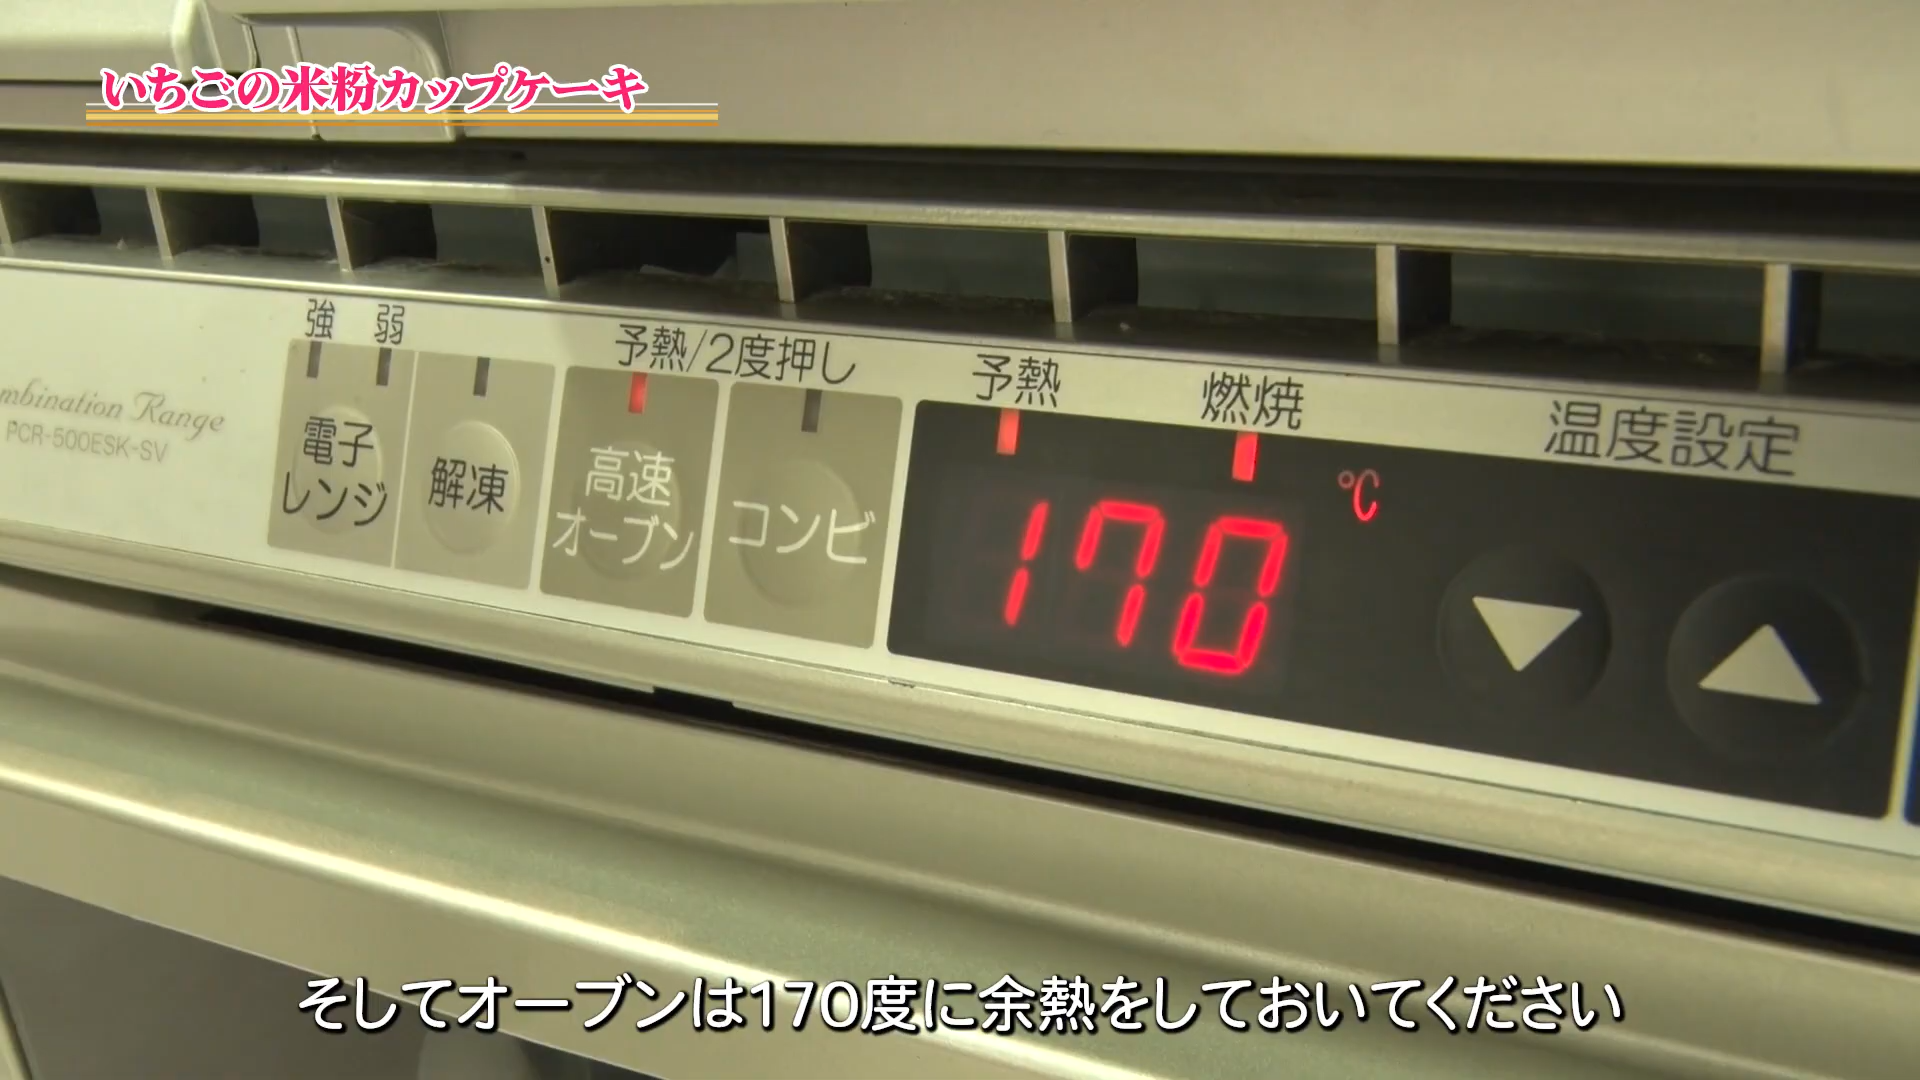 いちごの米粉カップケーキ
強 弱
予熱/2度押し
予熱
燃焼
温度設定
mbination Range
PCR-500ESK-SV
電子
レンジ
解凍
高速
オーブン
コンビ
170
℃
そしてオーブンは170度に余熱をしておいてください